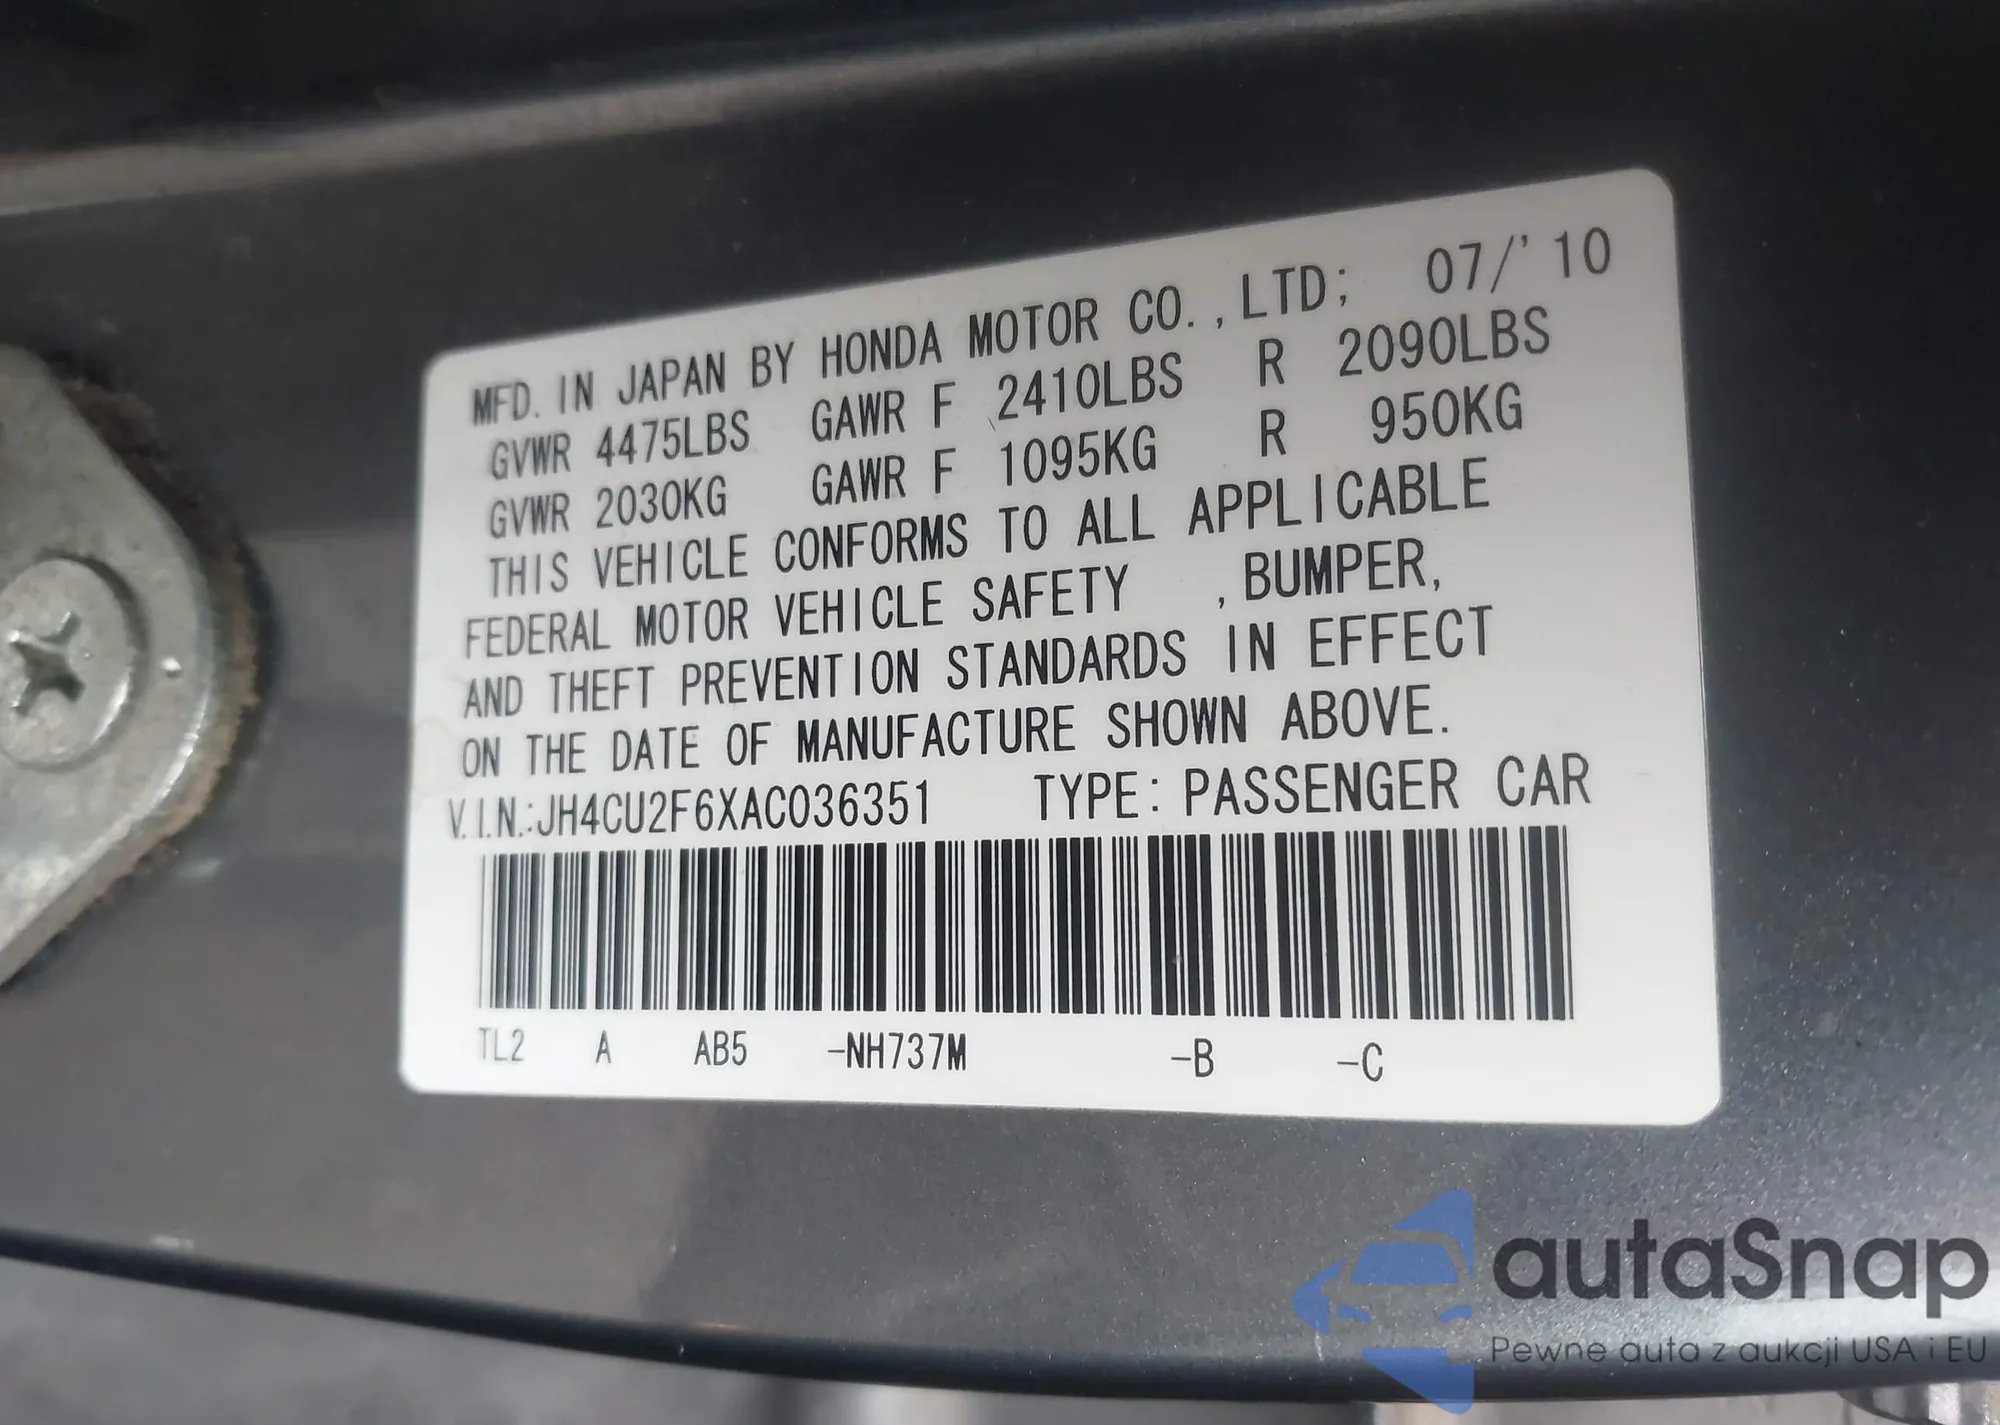 MFD. IN JAPAN BY HONDA MOTOR CO.,LTD; 07/'10
GVWR 4475LBS GAWR F 2410LBS R 2090LBS
GVWR 2030KG GAWR F 1095KG R 950KG
THIS VEHICLE CONFORMS TO ALL APPLICABLE
FEDERAL MOTOR VEHICLE SAFETY ,BUMPER,
AND THEFT PREVENTION STANDARDS IN EFFECT
ON THE DATE OF MANUFACTURE SHOWN ABOVE.
V.I.N.:JH4CU2F6XAC036351 TYPE: PASSENGER CAR
TL2 A AB5 -NH737M -B -C
autaSnap
Pewne auta z aukcji USA i EU